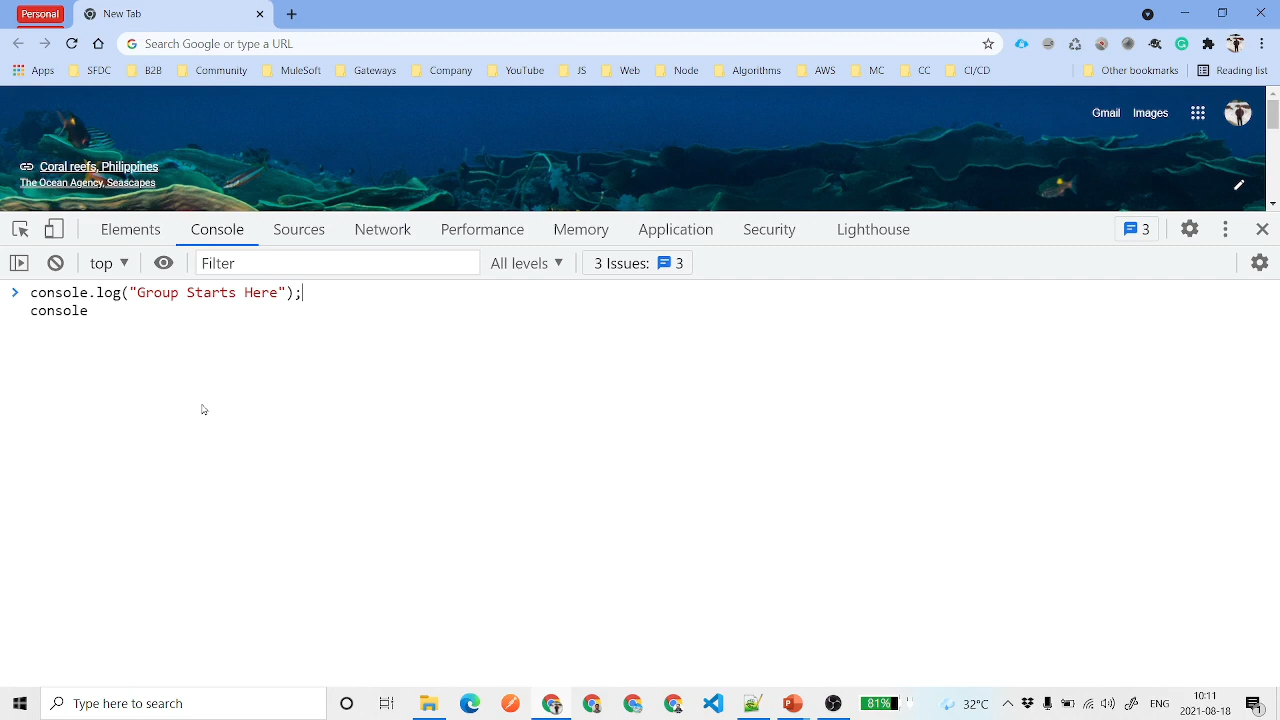 Personal
New Tab
Search Google or type a URL
Apps SFDC B2B Community MuleSoft Gateways Company YouTube JS Web Node Algorithms AWS MC CC CI/CD Other bookmarks Reading list
Gmail Images
Coral reefs, Philippines
The Ocean Agency, Seascapes
Elements Console Sources Network Performance Memory Application Security Lighthouse 3
top Filter All levels 3 Issues: 3
console.log("Group Starts Here");
console
Type here to search
81%
32°C
ENG
10:11
2021-08-18
1